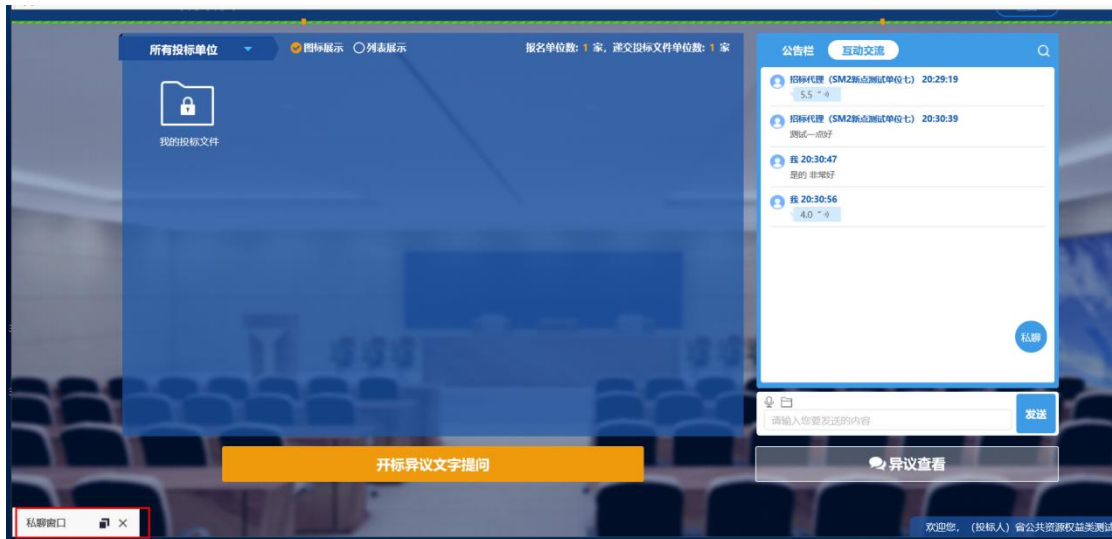 所有投标单位
图标展示 列表展示
报名单位数: 1 家, 递交投标文件单位数: 1 家
我的投标文件
公告栏 互动交流
招标代理 (SM2新点测试单位七) 20:29:19
5.5 "
招标代理 (SM2新点测试单位七) 20:30:39
测试一点好
我 20:30:47
是的 非常好
我 20:30:56
4.0 "
私聊
请输入您要发送的内容
发送
开标异议文字提问
异议查看
私聊窗口
欢迎您, (投标人) 省公共资源权益类测试